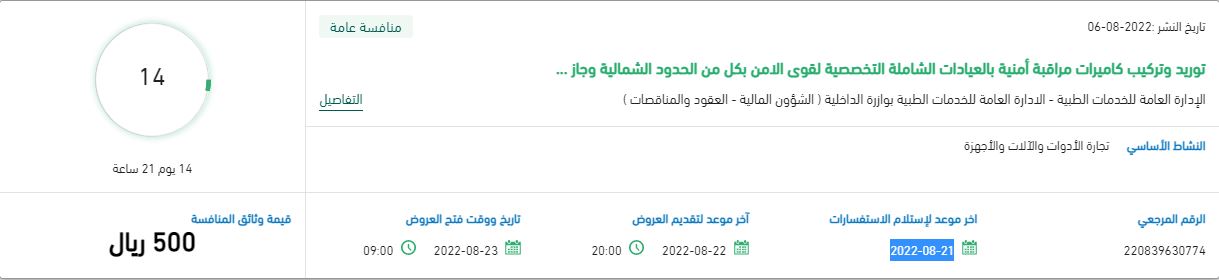 تاريخ النشر :2022-08-06
منافسة عامة
توريد وتركيب كاميرات مراقبة أمنية بالعيادات الشاملة التخصصية لقوى الامن بكل من الحدود الشمالية وجاز ...
الإدارة العامة للخدمات الطبية - الادارة العامة للخدمات الطبية بوزارة الداخلية ( الشؤون المالية - العقود والمناقصات )
التفاصيل
النشاط الأساسي تجارة الأدوات والآلات والأجهزة
الرقم المرجعي
220839630774
اخر موعد لإستلام الاستفسارات
2022-08-21
آخر موعد لتقديم العروض
2022-08-22 20:00
تاريخ ووقت فتح العروض
2022-08-23 09:00
14
14 يوم 21 ساعة
قيمة وثائق المنافسة
500 ريال